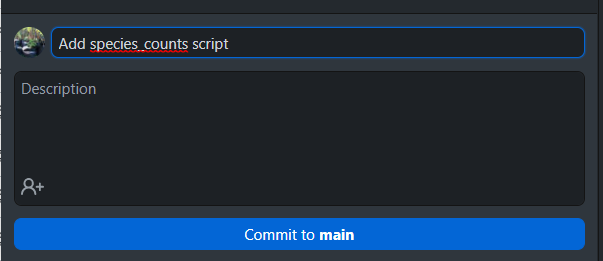 Add species_counts script
Description
Commit to main